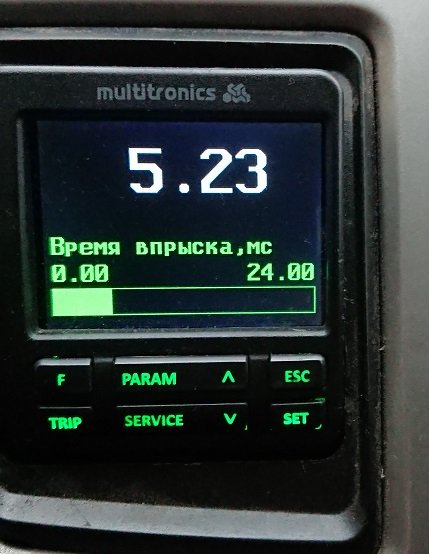 multitronics
5.23
Время впрыска,мс
0.00 24.00
F PARAM ˄ ESC
TRIP SERVICE ˅ SET